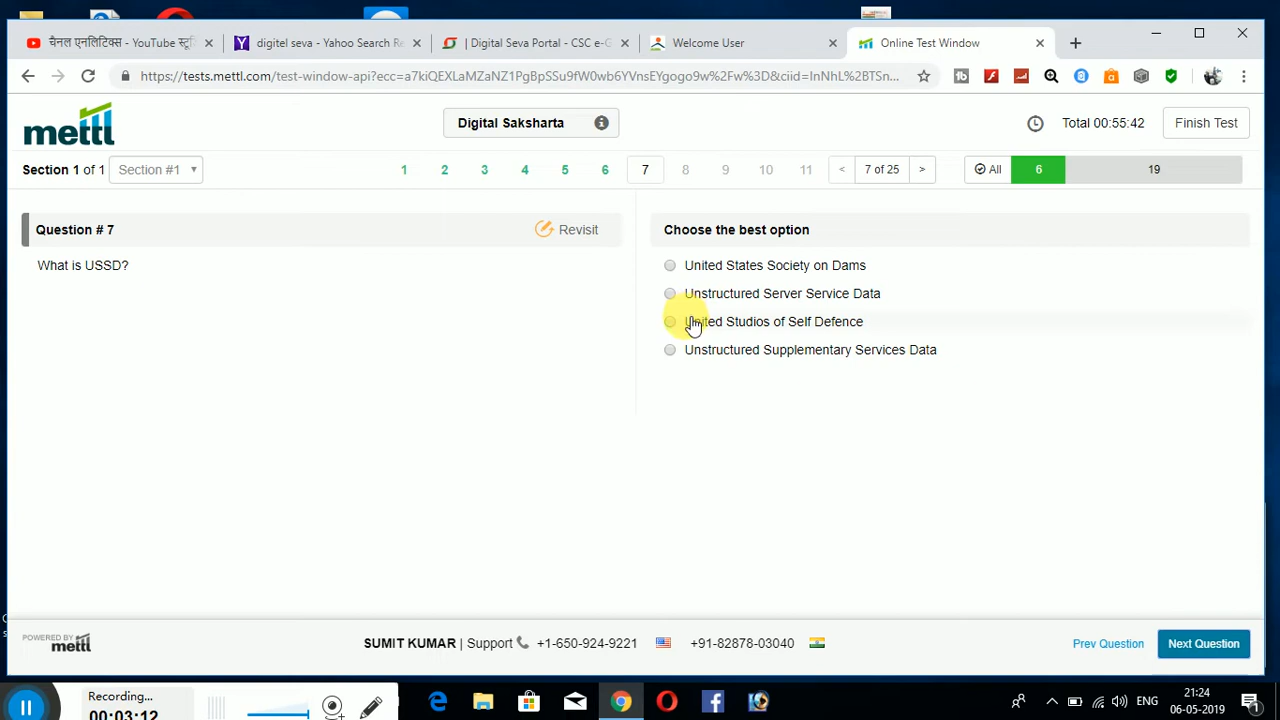 चैनल एनलिटिक्स - YouTube स्टू
digitel seva - Yahoo Search Re
| Digital Seva Portal - CSC e-G
Welcome User
Online Test Window
https://tests.mettl.com/test-window-api?ecc=a7kiQEXLaMZaNZ1PgBpSSu9fW0wb6YVnsEYgogo9w%2Fw%3D&ciid=InNhL%2BTSn...
mettl
Digital Saksharta
Total 00:55:42
Finish Test
Section 1 of 1
Section #1
1 2 3 4 5 6 7 8 9 10 11
< 7 of 25 >
All 6 19
Question # 7
Revisit
Choose the best option
What is USSD?
United States Society on Dams
Unstructured Server Service Data
United Studios of Self Defence
Unstructured Supplementary Services Data
POWERED BY
mettl
SUMIT KUMAR | Support +1-650-924-9221 +91-82878-03040
Prev Question
Next Question
Recording...
00:03:12
ENG
21:24
06-05-2019